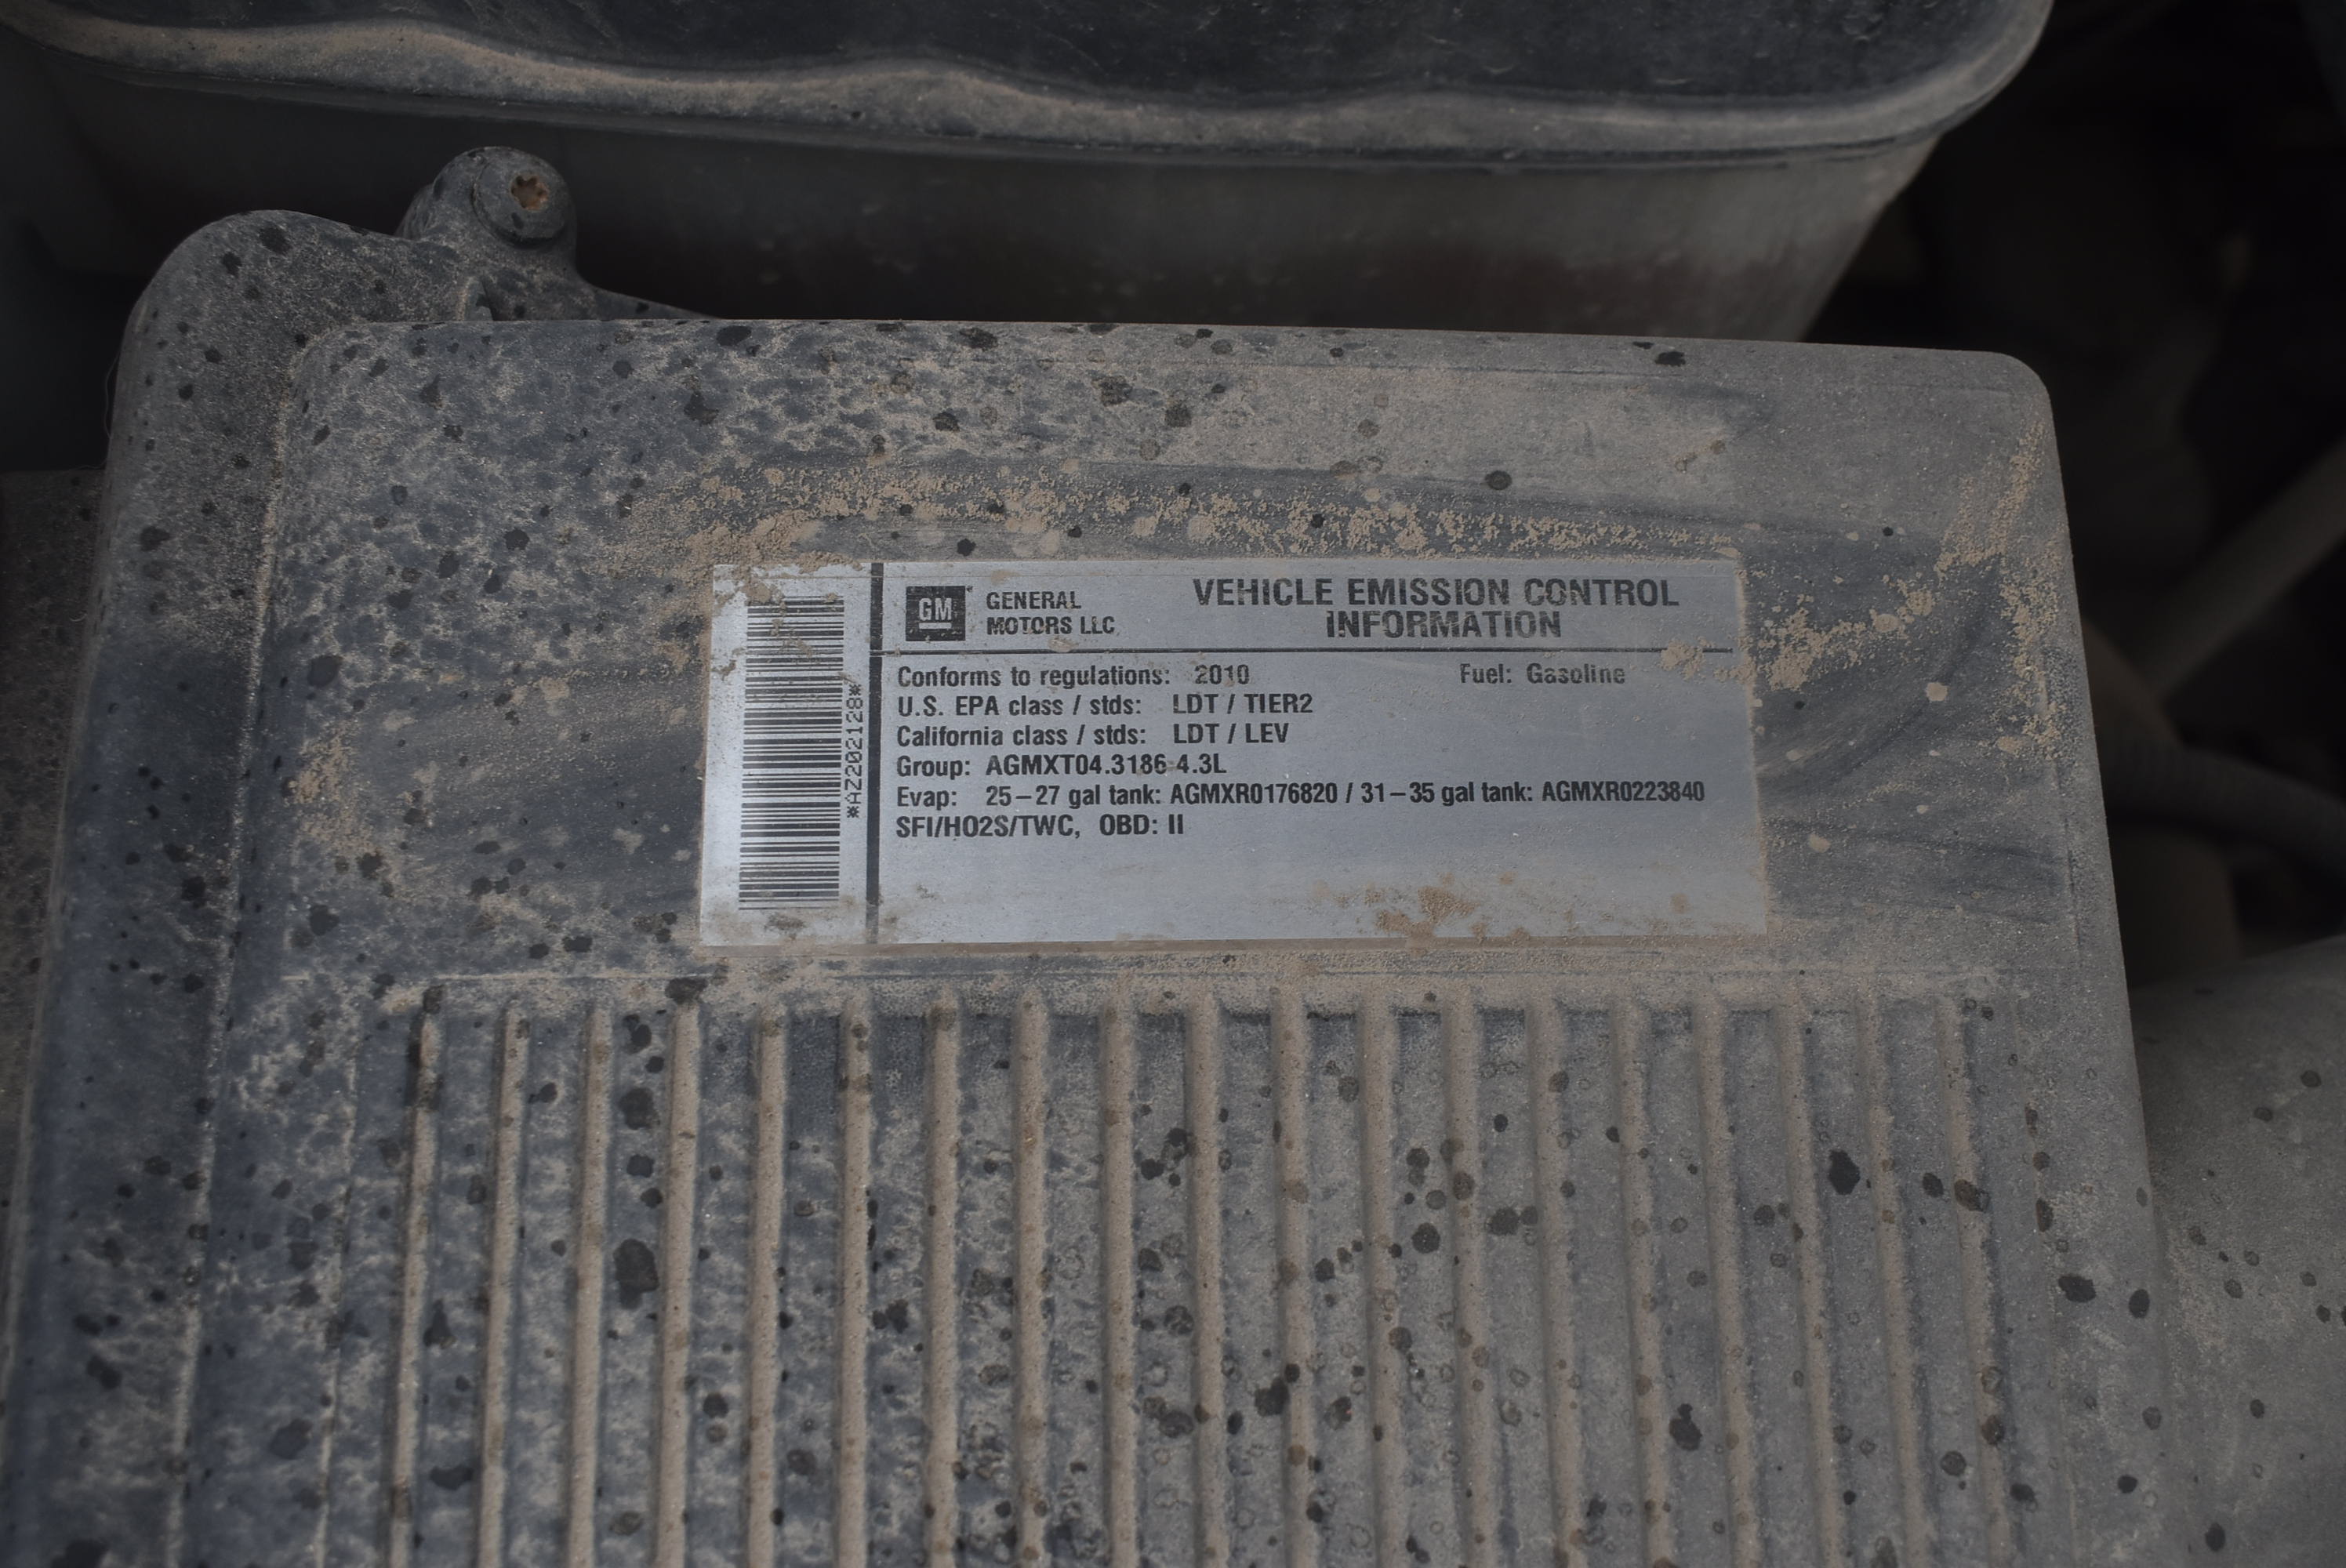 GM
GENERAL
MOTORS LLC
VEHICLE EMISSION CONTROL
INFORMATION
Conforms to regulations: 2010 Fuel: Gasoline
U.S. EPA class / stds: LDT / TIER2
California class / stds: LDT / LEV
Group: AGMXT04.3186 4.3L
Evap: 25–27 gal tank: AGMXR0176820 / 31–35 gal tank: AGMXR0223840
SFI/HO2S/TWC, OBD: II
*AZ2202128*